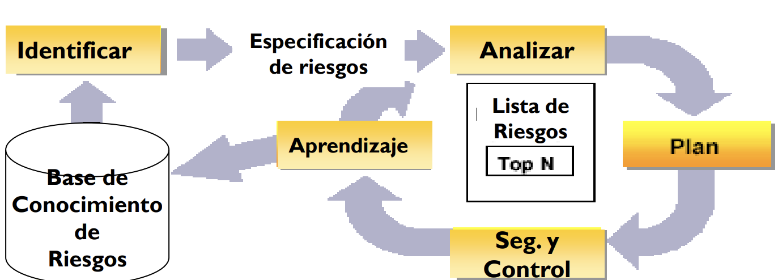 Identificar
Especificación
de riesgos
Analizar
Lista de
Riesgos
Top N
Aprendizaje
Plan
Base de
Conocimiento
de
Riesgos
Seg. y
Control